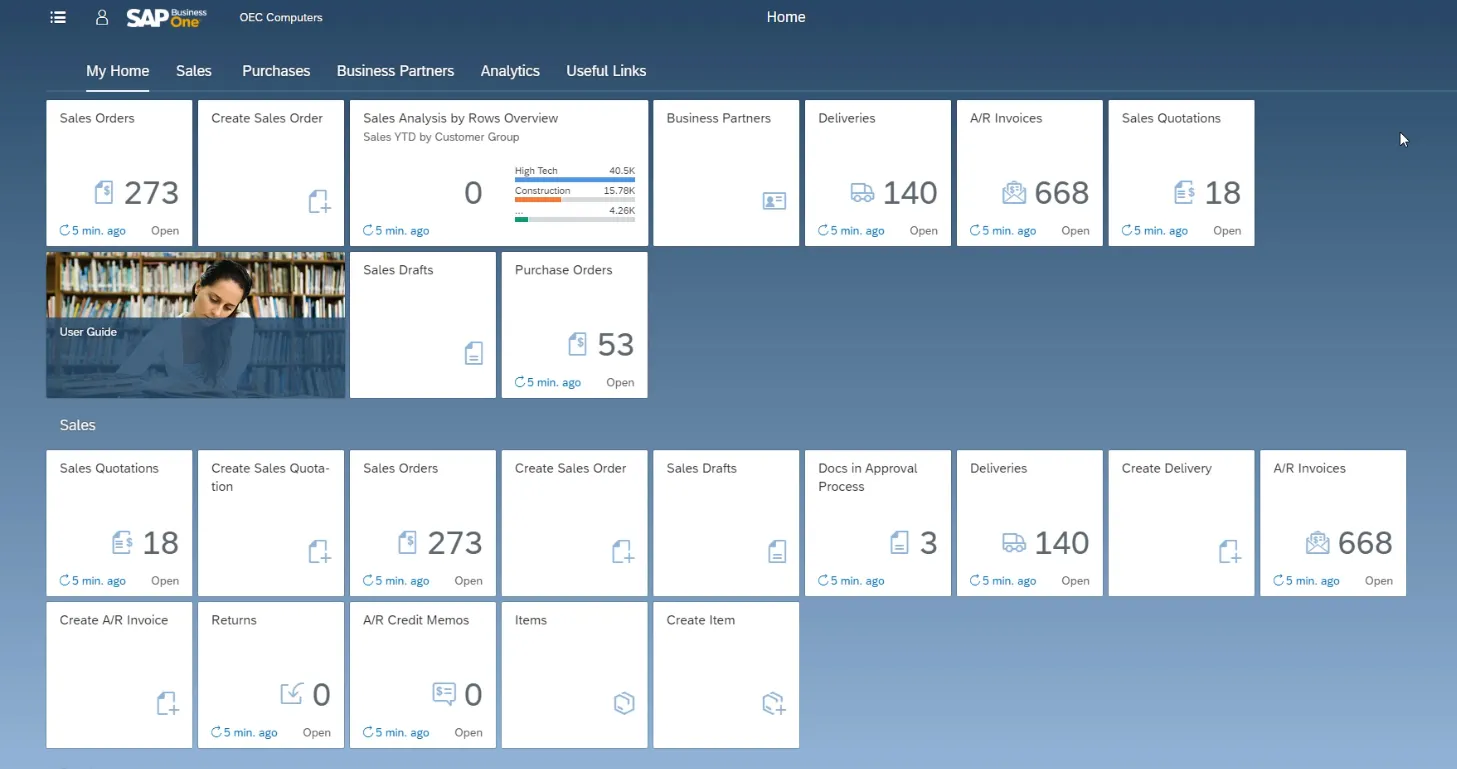 SAP Business One
OEC Computers
Home
My Home
Sales
Purchases
Business Partners
Analytics
Useful Links
Sales Orders
273
5 min. ago
Open
Create Sales Order
Sales Analysis by Rows Overview
Sales YTD by Customer Group
0
High Tech 40.5K
Construction 15.78K
... 4.26K
5 min. ago
Business Partners
Deliveries
140
5 min. ago
Open
A/R Invoices
668
5 min. ago
Open
Sales Quotations
18
5 min. ago
Open
User Guide
Sales Drafts
Purchase Orders
53
5 min. ago
Open
Sales
Sales Quotations
18
5 min. ago
Open
Create Sales Quota-
tion
Sales Orders
273
5 min. ago
Open
Create Sales Order
Sales Drafts
Docs in Approval
Process
3
5 min. ago
Deliveries
140
5 min. ago
Open
Create Delivery
A/R Invoices
668
5 min. ago
Open
Create A/R Invoice
Returns
0
5 min. ago
Open
A/R Credit Memos
0
5 min. ago
Open
Items
Create Item